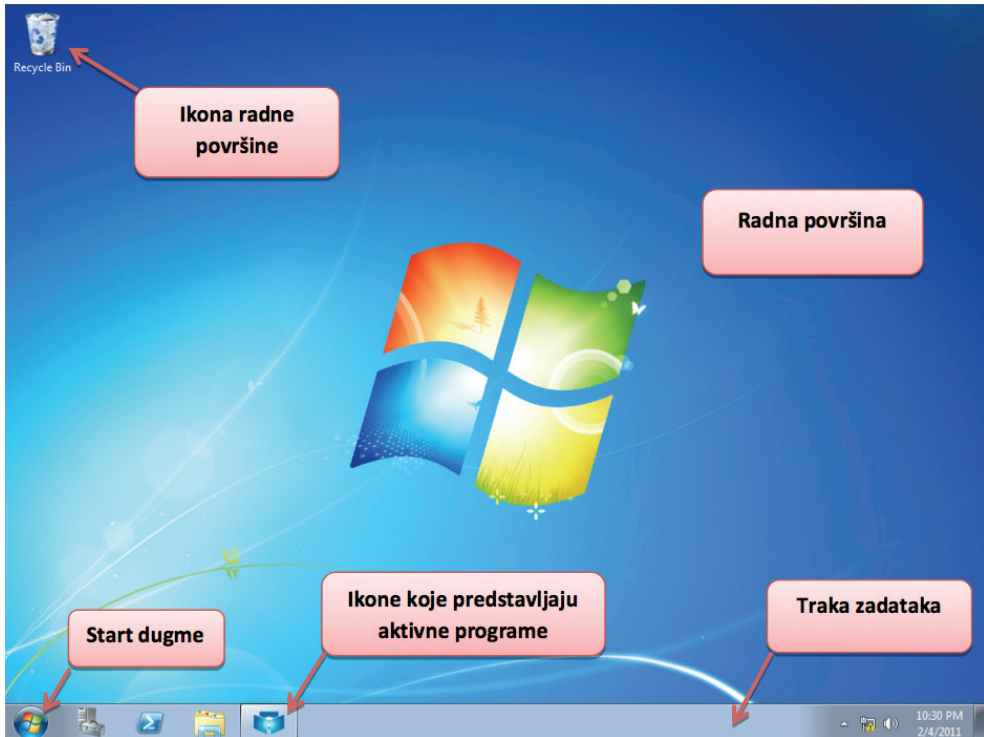 Recycle Bin
Ikona radne
površine
Radna površina
Ikone koje predstavljaju
aktivne programe
Traka zadataka
Start dugme
10:30 PM
2/4/2011